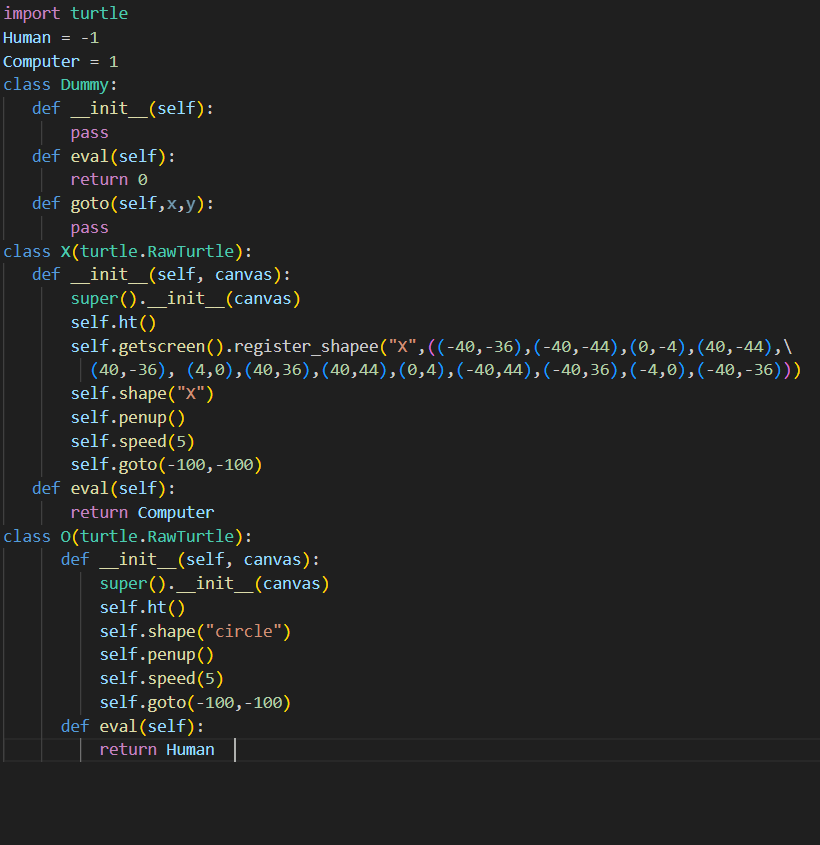 import turtle
Human = -1
Computer = 1
class Dummy:
   def __init__(self):
       pass
   def eval(self):
       return 0
   def goto(self,x,y):
       pass
class X(turtle.RawTurtle):
   def __init__(self, canvas):
       super().__init__(canvas)
       self.ht()
       self.getscreen().register_shapee("X",((-40,-36),(-40,-44),(0,-4),(40,-44),\
         (40,-36), (4,0),(40,36),(40,44),(0,4),(-40,44),(-40,36),(-4,0),(-40,-36)))
       self.shape("X")
       self.penup()
       self.speed(5)
       self.goto(-100,-100)
   def eval(self):
       return Computer
class O(turtle.RawTurtle):
      def __init__(self, canvas):
          super().__init__(canvas)
          self.ht()
          self.shape("circle")
          self.penup()
          self.speed(5)
          self.goto(-100,-100)
      def eval(self):
          return Human